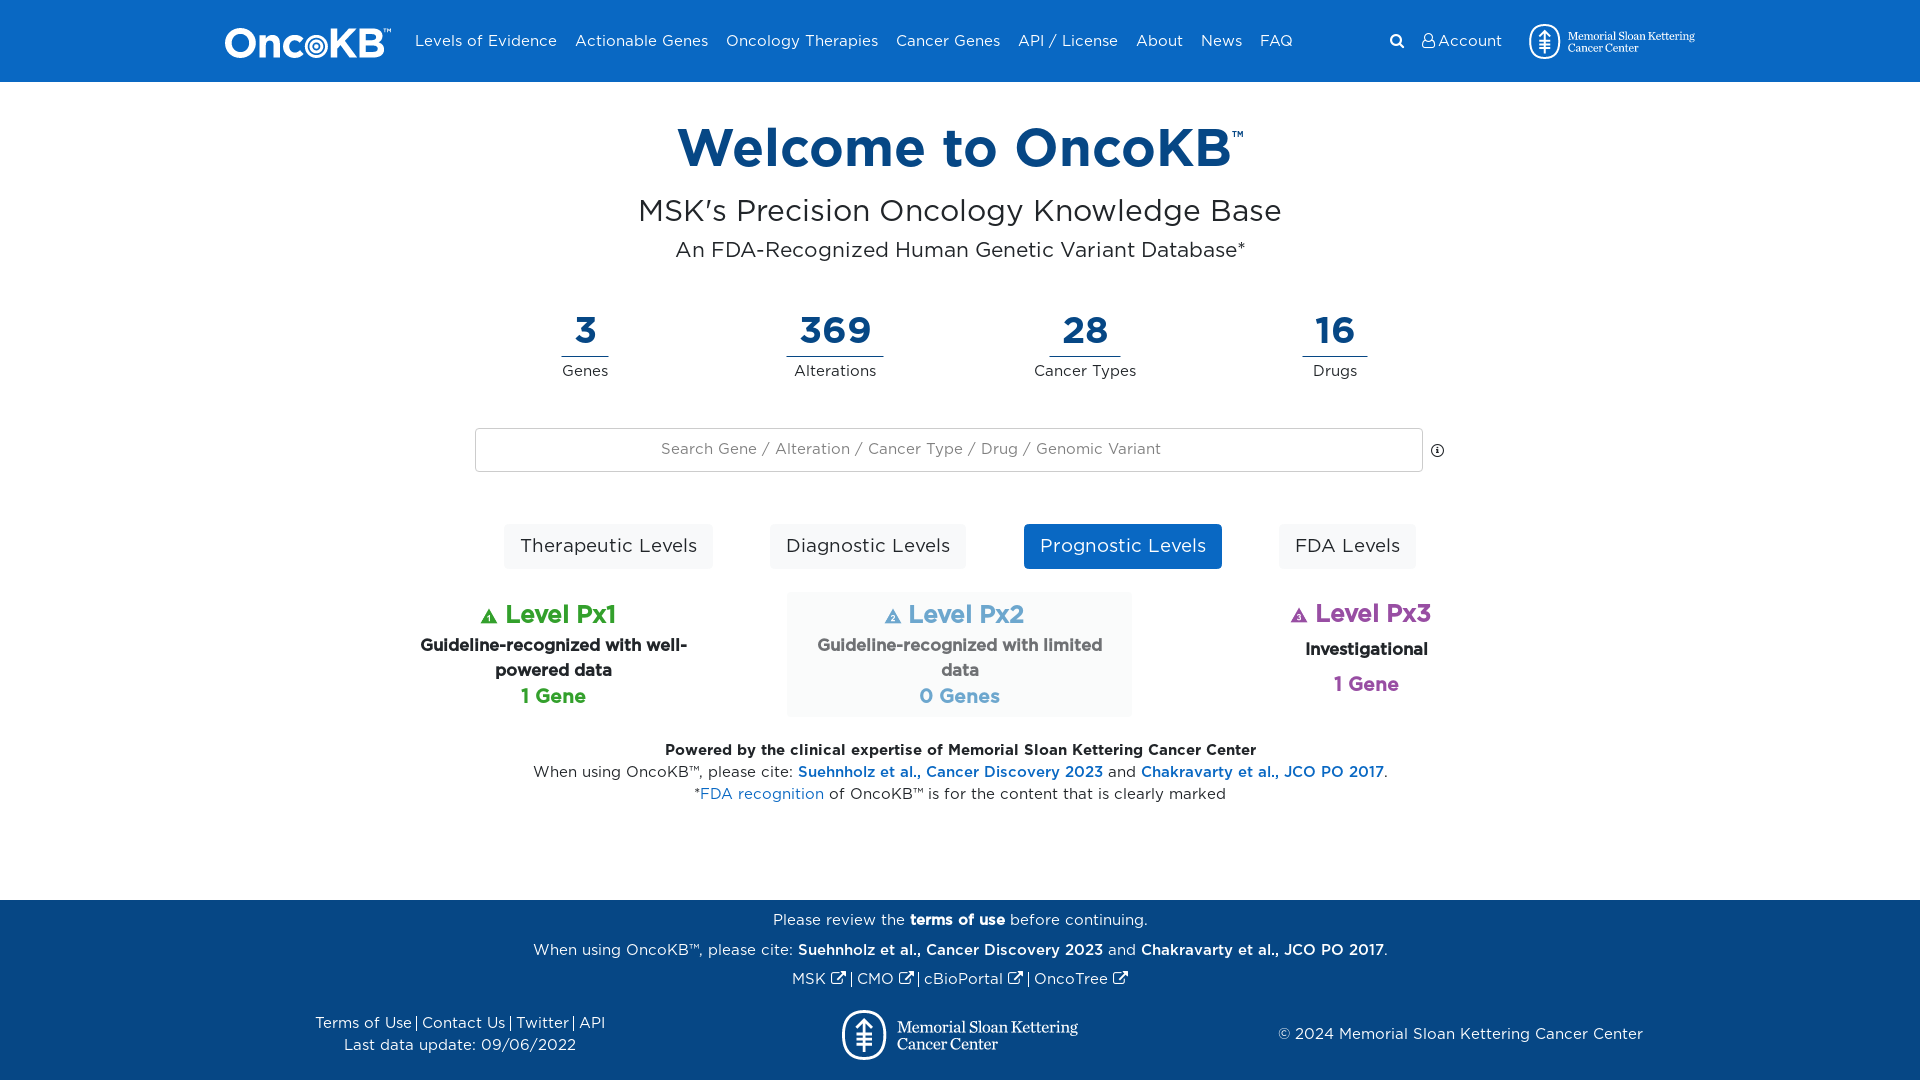 OncoKB™ Levels of Evidence Actionable Genes Oncology Therapies Cancer Genes API / License About News FAQ Account Memorial Sloan Kettering
Cancer Center
Welcome to OncoKB™
MSK's Precision Oncology Knowledge Base
An FDA-Recognized Human Genetic Variant Database*
3 369 28 16
Genes Alterations Cancer Types Drugs
Search Gene / Alteration / Cancer Type / Drug / Genomic Variant
Therapeutic Levels Diagnostic Levels Prognostic Levels FDA Levels
1 Level Px1
Guideline-recognized with well-
powered data
1 Gene
2 Level Px2
Guideline-recognized with limited
data
0 Genes
3 Level Px3
Investigational
1 Gene
Powered by the clinical expertise of Memorial Sloan Kettering Cancer Center
When using OncoKB™, please cite: Suehnholz et al., Cancer Discovery 2023 and Chakravarty et al., JCO PO 2017.
*FDA recognition of OncoKB™ is for the content that is clearly marked
Please review the terms of use before continuing.
When using OncoKB™, please cite: Suehnholz et al., Cancer Discovery 2023 and Chakravarty et al., JCO PO 2017.
MSK | CMO | cBioPortal | OncoTree
Terms of Use | Contact Us | Twitter | API
Last data update: 09/06/2022
Memorial Sloan Kettering
Cancer Center
© 2024 Memorial Sloan Kettering Cancer Center